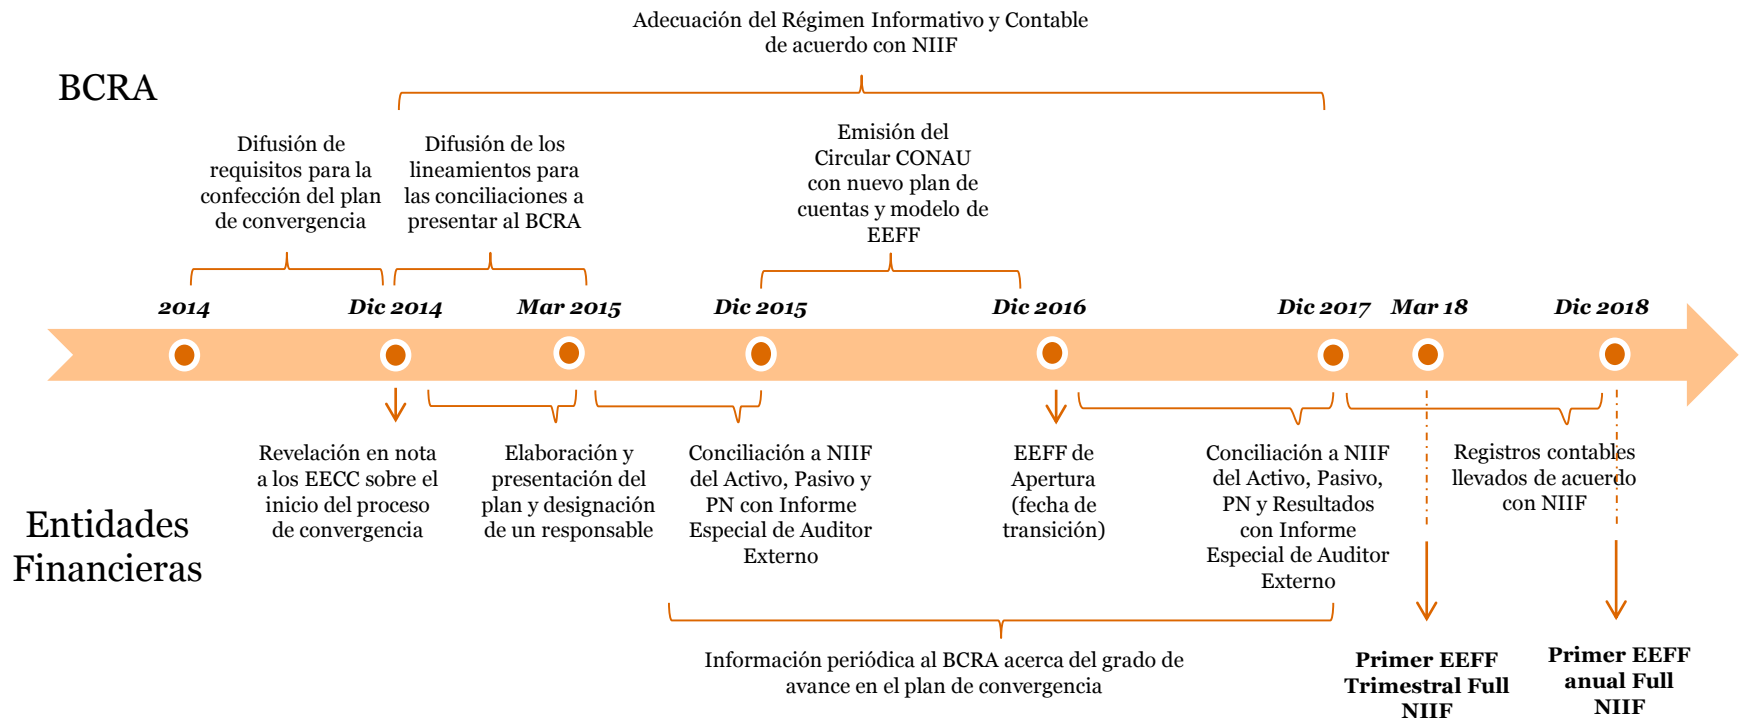 Adecuación del Régimen Informativo y Contable
de acuerdo con NIIF
BCRA
Difusión de
requisitos para la
confección del plan
de convergencia
Difusión de los
lineamientos para
las conciliaciones a
presentar al BCRA
Emisión del
Circular CONAU
con nuevo plan de
cuentas y modelo de
EEFF
2014
Dic 2014
Mar 2015
Dic 2015
Dic 2016
Dic 2017
Mar 18
Dic 2018
Entidades
Financieras
Revelación en nota
a los EECC sobre el
inicio del proceso
de convergencia
Elaboración y
presentación del
plan y designación
de un responsable
Conciliación a NIIF
del Activo, Pasivo y
PN con Informe
Especial de Auditor
Externo
EEFF de
Apertura
(fecha de
transición)
Conciliación a NIIF
del Activo, Pasivo,
PN y Resultados
con Informe
Especial de Auditor
Externo
Registros contables
llevados de acuerdo
con NIIF
Información periódica al BCRA acerca del grado de
avance en el plan de convergencia
Primer EEFF
Trimestral Full
NIIF
Primer EEFF
anual Full
NIIF